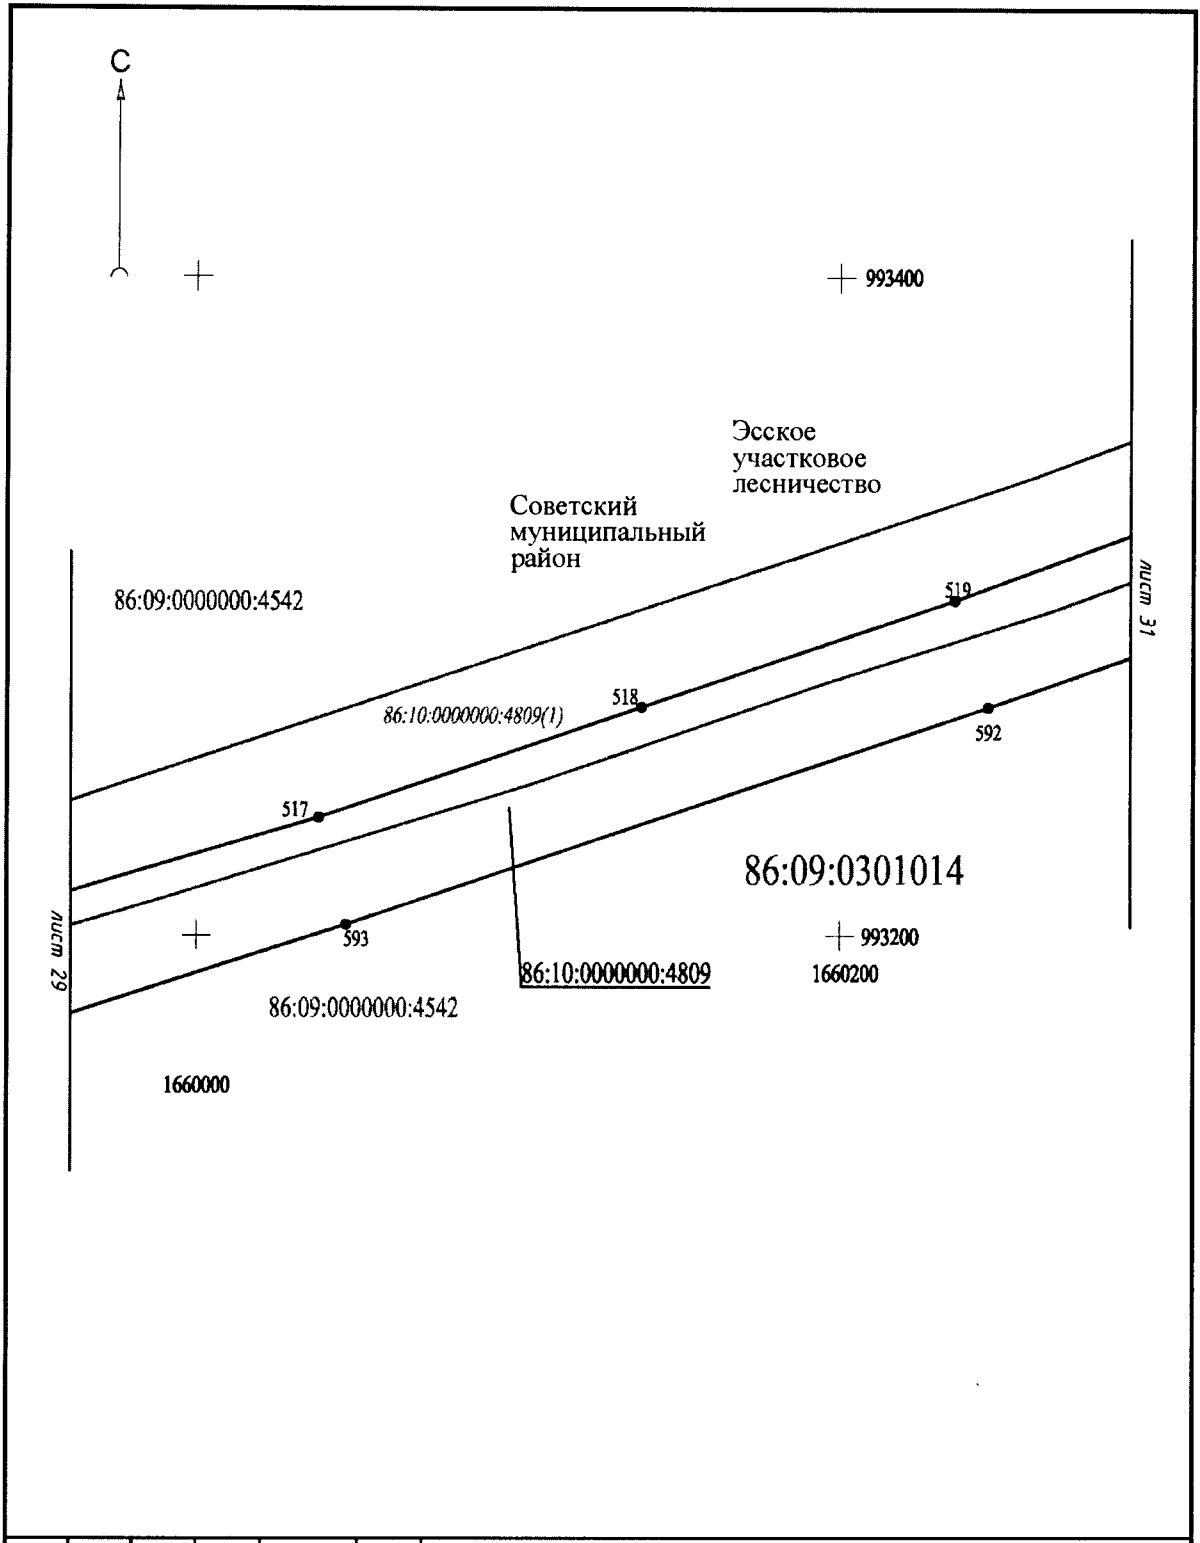 С
993400
Эсское
участковое
лесничество
Советский
муниципальный
район
86:09:0000000:4542
519
лист 31
518
86:10:0000000:4809(1)
592
517
86:09:0301014
лист 29
593
993200
86:10:0000000:4809
1660200
86:09:0000000:4542
1660000